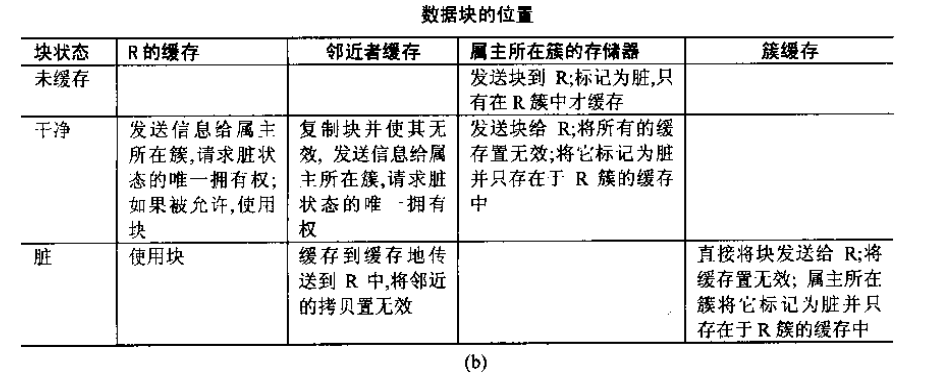 数据块的位置
块状态 R的缓存 邻近者缓存 属主所在簇的存储器 簇缓存
未缓存 发送块到 R;标记为脏,只
有在R簇中才缓存
干净 发送信息给属主 复制块并使其无 发送块给 R;将所有的缓
所在簇,请求脏状 效, 发送信息给属 存置无效;将它标记为脏
态的唯一拥有权; 主所在簇,请求脏 并只存在于 R 簇的缓存
如果被允许,使用 状态的唯一拥有 中
块 权
脏 使用块 缓存到缓存地传 直接将块发送给 R;将
送到 R 中,将邻近 缓存置无效; 属主所在
的拷贝置无效 簇将它标记为脏并只
存在于R簇的缓存中
(b)